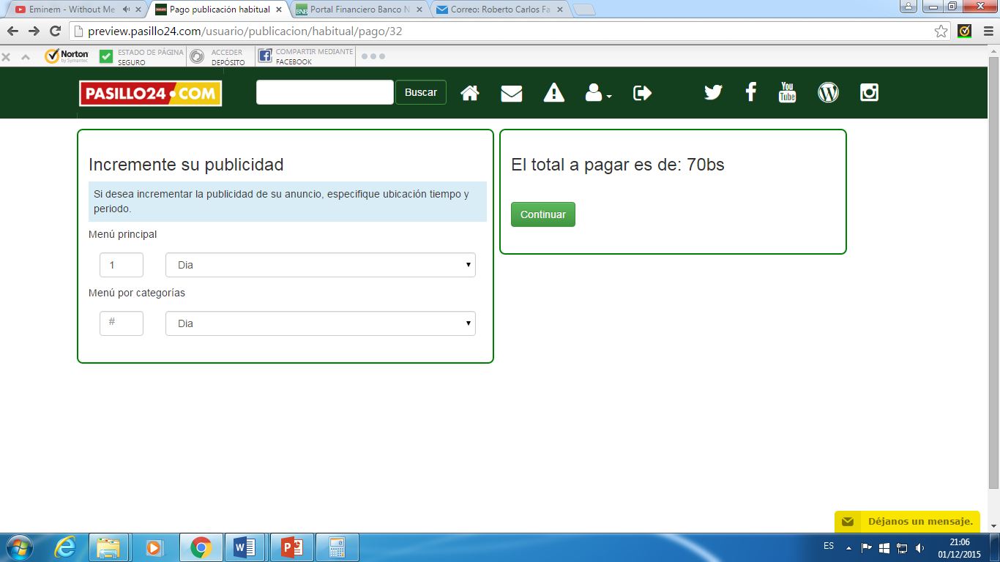 Eminem - Without Me
Pago publicación habitual
Portal Financiero Banco N
Correo: Roberto Carlos Fa
preview.pasillo24.com/usuario/publicacion/habitual/pago/32
Norton
by Symantec
ESTADO DE PÁGINA
SEGURO
ACCEDER
DEPÓSITO
COMPARTIR MEDIANTE
FACEBOOK
PASILLO24.COM
Buscar
You
Tube
Incremente su publicidad
Si desea incrementar la publicidad de su anuncio, especifique ubicación tiempo y
periodo.
Menú principal
1 Dia
Menú por categorías
# Dia
El total a pagar es de: 70bs
Continuar
Déjanos un mensaje.
ES
21:06
01/12/2015